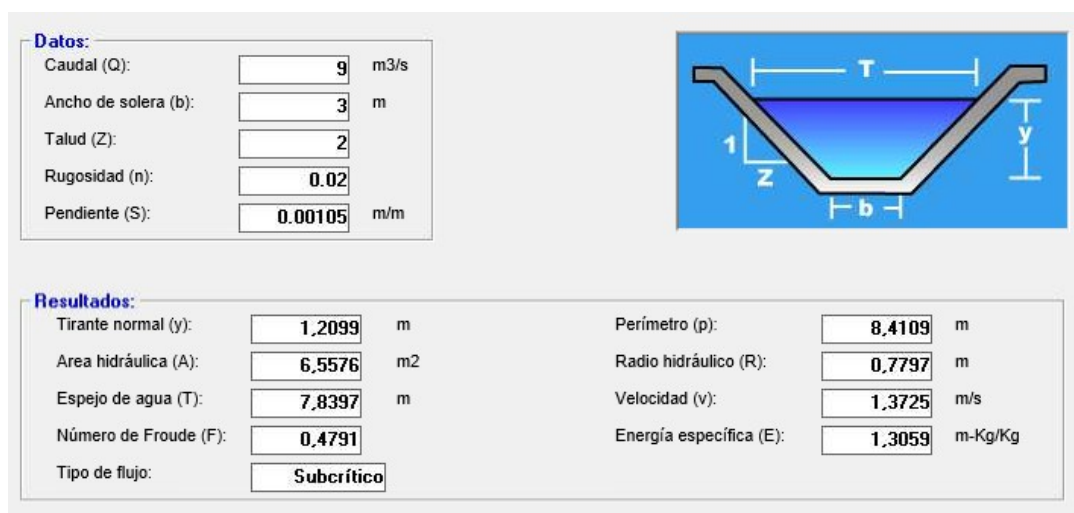 Datos:
Caudal (Q): 9 m3/s
Ancho de solera (b): 3 m
Talud (Z): 2
Rugosidad (n): 0.02
Pendiente (S): 0.00105 m/m
T
y
1
Z
b
Resultados:
Tirante normal (y): 1,2099 m Perímetro (p): 8,4109 m
Area hidráulica (A): 6,5576 m2 Radio hidráulico (R): 0,7797 m
Espejo de agua (T): 7,8397 m Velocidad (v): 1,3725 m/s
Número de Froude (F): 0,4791 Energía específica (E): 1,3059 m-Kg/Kg
Tipo de flujo: Subcrítico